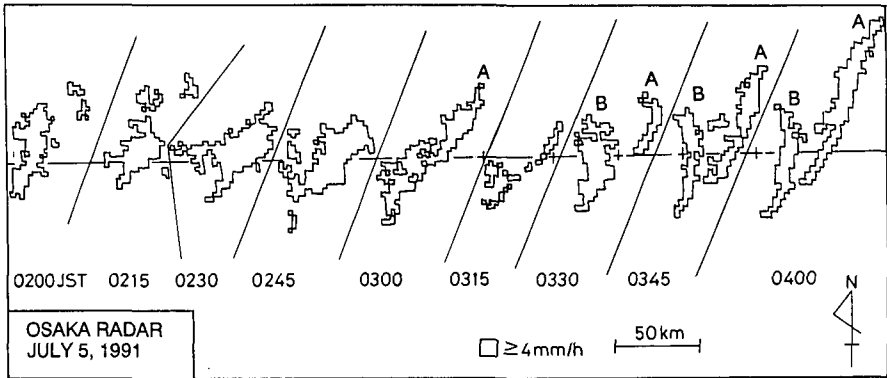 A A A A
B B B
0200JST 0215 0230 0245 0300 0315 0330 0345 0400
N
OSAKA RADAR
JULY 5, 1991
≥4mm/h
50km